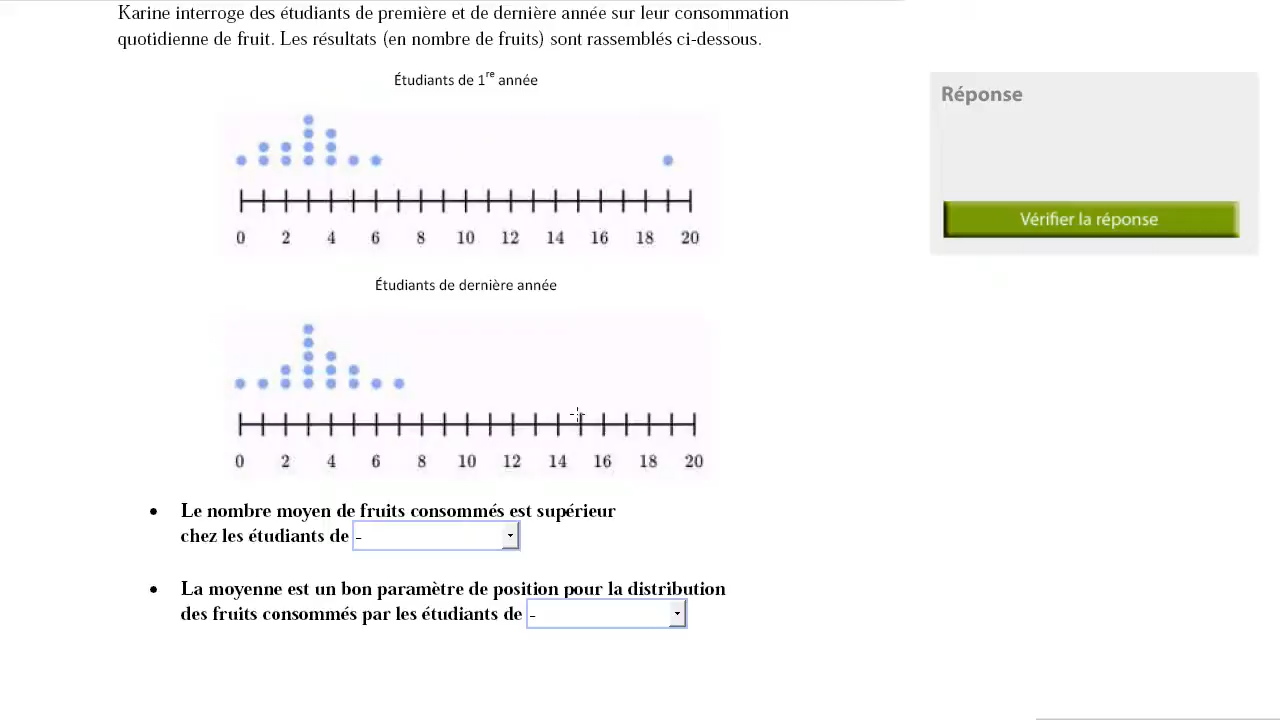 Karine interroge des étudiants de première et de dernière année sur leur consommation
quotidienne de fruit. Les résultats (en nombre de fruits) sont rassemblés ci-dessous.
Étudiants de 1re année
0 2 4 6 8 10 12 14 16 18 20
Étudiants de dernière année
0 2 4 6 8 10 12 14 16 18 20
• Le nombre moyen de fruits consommés est supérieur
chez les étudiants de -
• La moyenne est un bon paramètre de position pour la distribution
des fruits consommés par les étudiants de -
Réponse
Vérifier la réponse